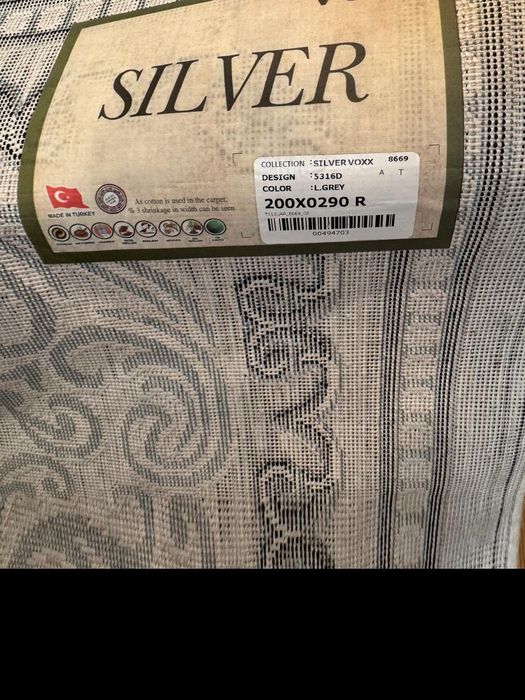 SILVER
COLLECTION :SILVER VOXX 8669
DESIGN :5316D A T
COLOR :L.GREY
200X0290 R
00494703
MADE IN TURKEY
As cotton is used in the carpet,
% 3 shrinkage in width can be seen